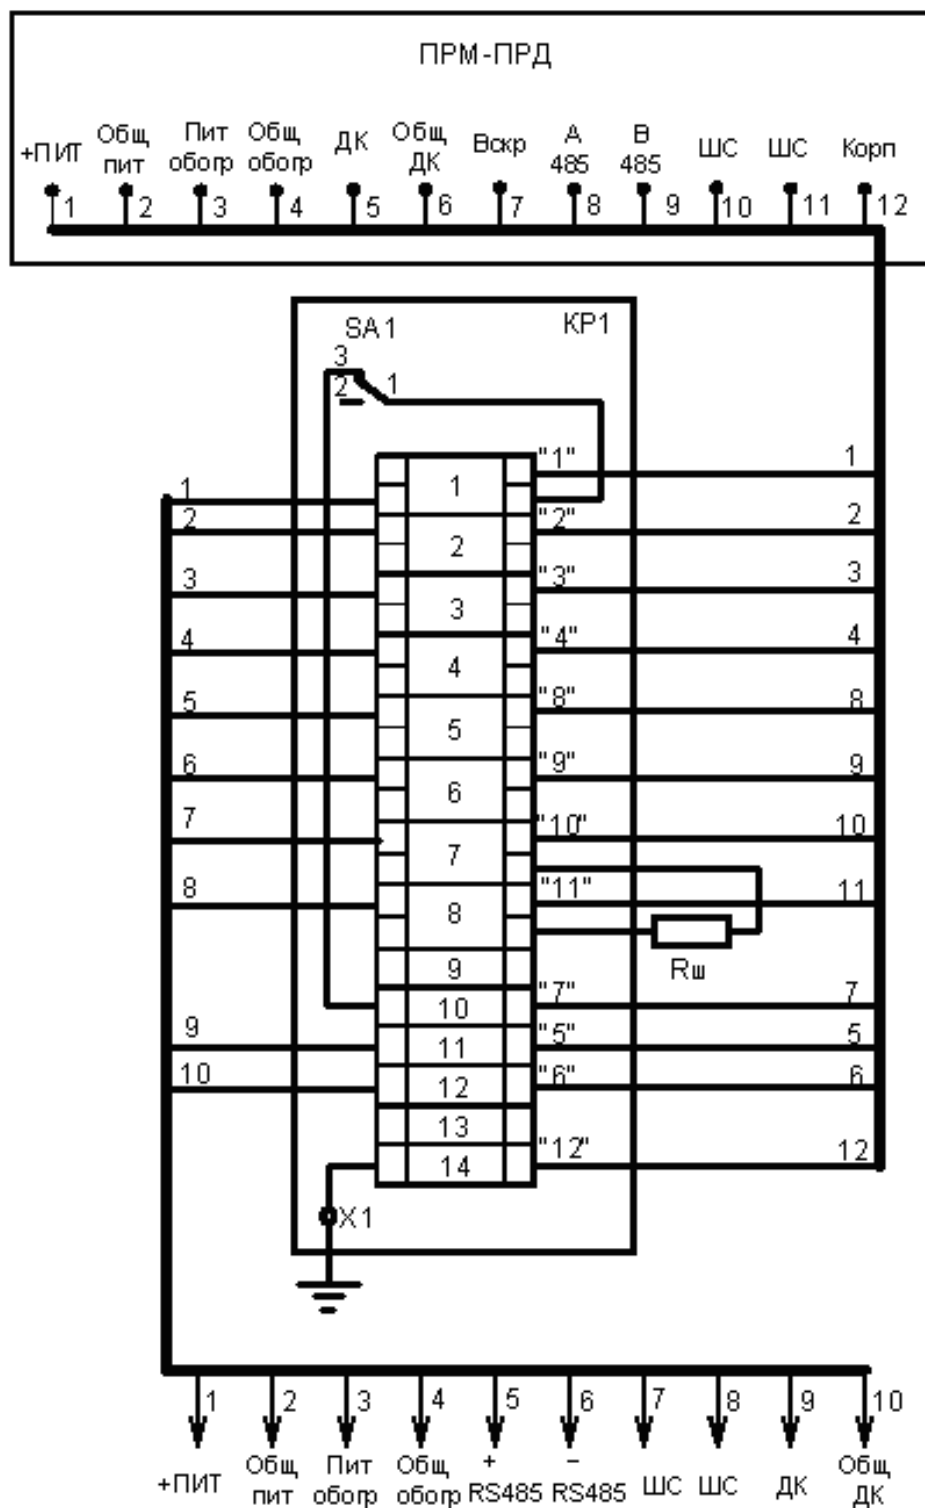 ПРМ-ПРД
+ПИТ
Общ
пит
Пит
обогр
Общ
обогр
ДК
Общ
ДК
Вскр
А
485
В
485
ШС
ШС
Корп
1 2 3 4 5 6 7 8 9 10 11 12
SA1
КР1
3
2
1
"1"
1
1
1
2
"2"
2
2
3
"3"
3
3
4
"4"
4
4
5
"8"
8
5
6
"9"
9
6
7
"10"
10
7
8
"11"
11
8
Rш
9
"7"
7
10
9
"5"
5
11
10
"6"
6
12
13
"12"
12
14
X1
1 2 3 4 5 6 7 8 9 10
+ПИТ
Общ
пит
Пит
обогр
Общ
обогр
+
RS485
–
RS485
ШС
ШС
ДК
Общ
ДК